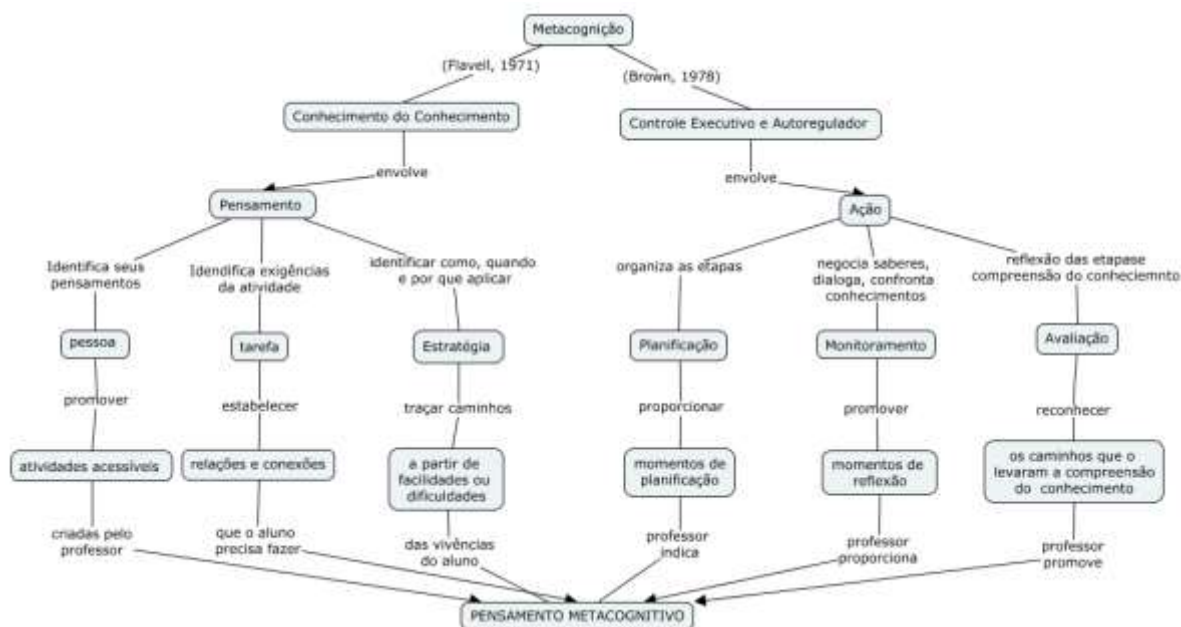 Metacognição
(Flavell, 1971)
(Brown, 1978)
Conhecimento do Conhecimento
Controle Executivo e Autoregulador
envolve
envolve
Pensamento
Ação
Identifica seus
pensamentos
Idendifica exigências
da atividade
identificar como, quando
e por que aplicar
organiza as etapas
negocia saberes,
dialoga, confronta
conhecimentos
reflexão das etapase
compreensão do conheciemnto
pessoa
tarefa
Estratégia
Planificação
Monitoramento
Avaliação
promover
estabelecer
traçar caminhos
proporcionar
promover
reconhecer
atividades acessíveis
relações e conexões
a partir de
facilidades ou
dificuldades
momentos de
planificação
momentos de
reflexão
os caminhos que o
levaram a compreensão
do conhecimento
criadas pelo
professor
que o aluno
precisa fazer
das vivências
do aluno
professor
indica
professor
proporciona
professor
promove
PENSAMENTO METACOGNITIVO